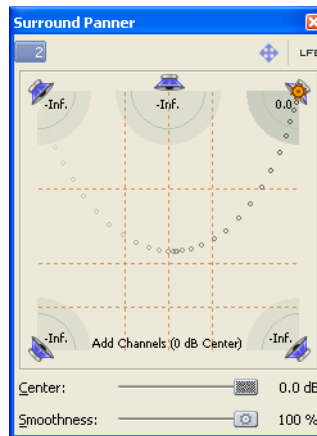 Surround Panner
2 LFE
-Inf. -Inf. 0.0
-Inf. Add Channels (0 dB Center) -Inf.
Center: 0.0 dB
Smoothness: 100 %